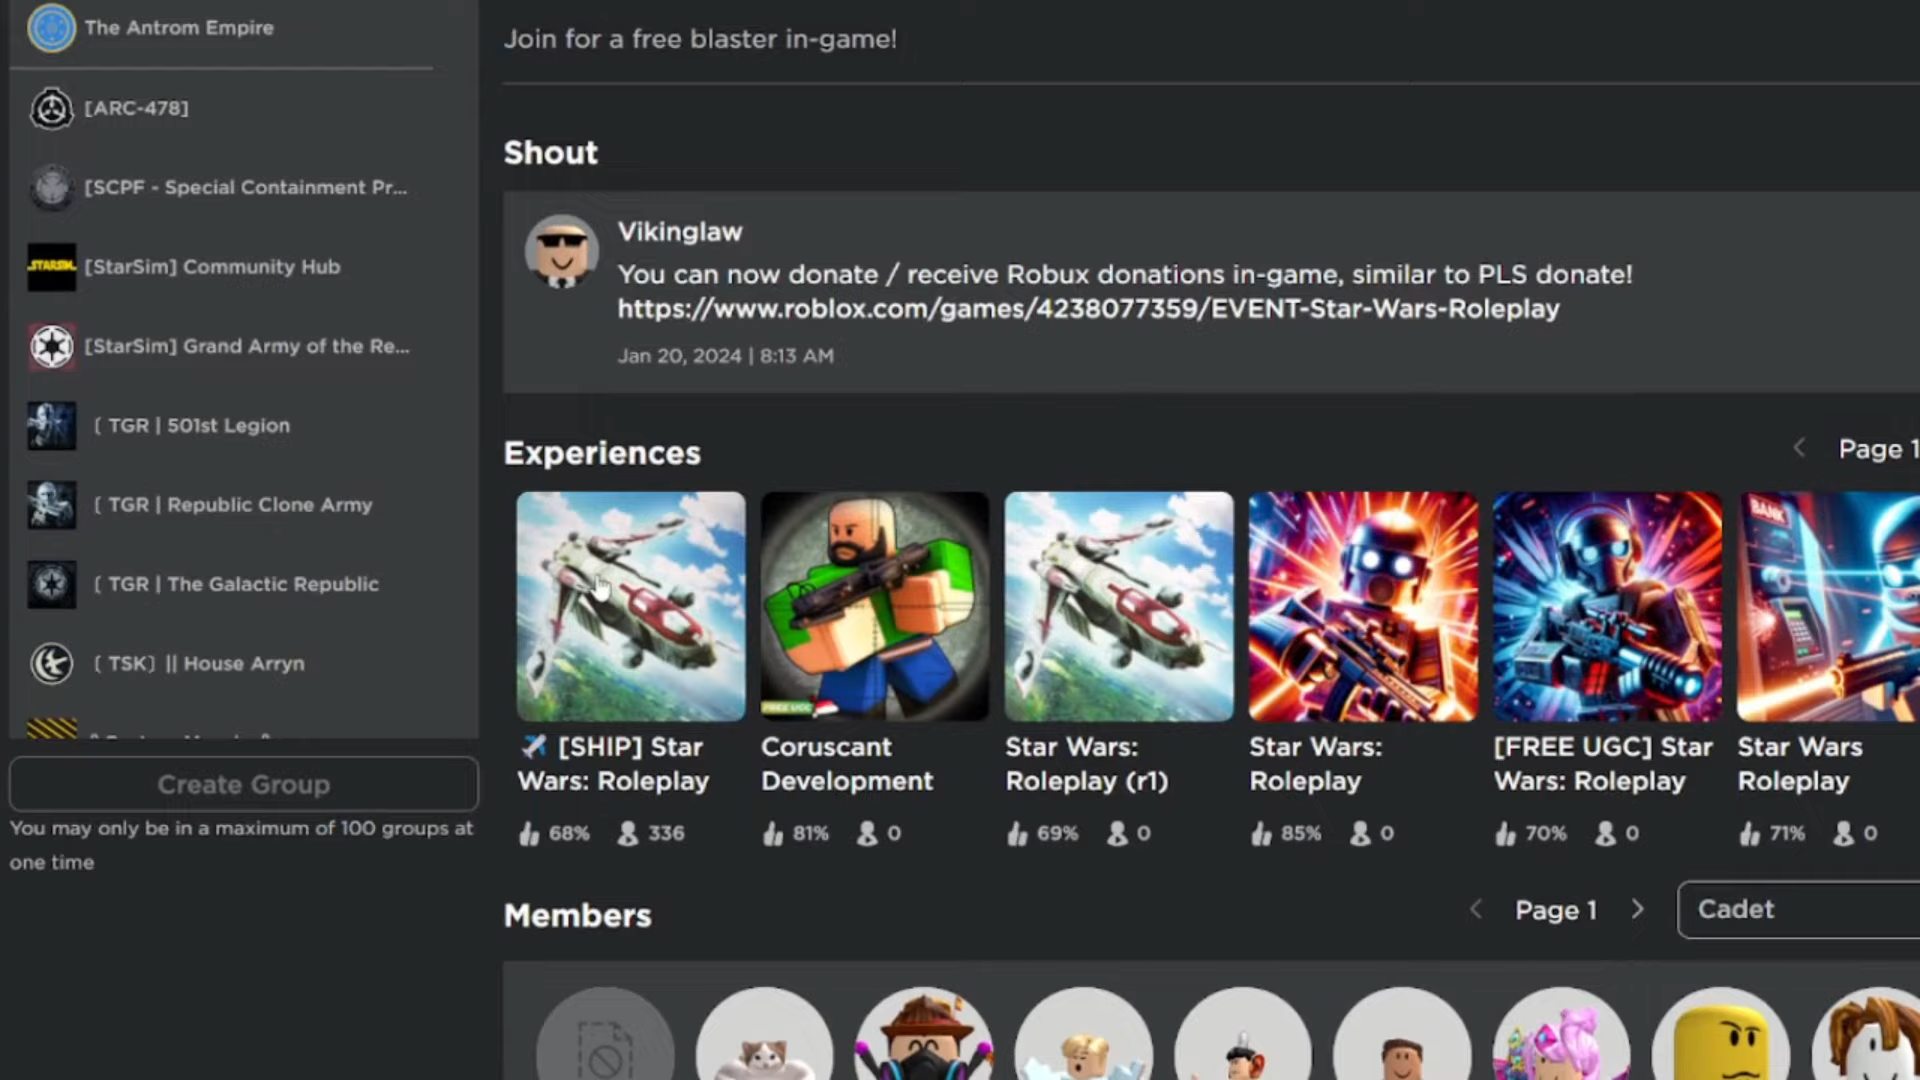 The Antrom Empire
[ARC-478]
[SCPF - Special Containment Pr...
STARSIM
[StarSim] Community Hub
[StarSim] Grand Army of the Re...
[ TGR | 501st Legion
[ TGR | Republic Clone Army
[ TGR | The Galactic Republic
[ TSK] || House Arryn
Create Group
You may only be in a maximum of 100 groups at
one time
Join for a free blaster in-game!
Shout
Vikinglaw
You can now donate / receive Robux donations in-game, similar to PLS donate!
https://www.roblox.com/games/4238077359/EVENT-Star-Wars-Roleplay
Jan 20, 2024 | 8:13 AM
Experiences
Page 1
FREE UGC
BANK
✈️ [SHIP] Star
Wars: Roleplay
68% 336
Coruscant
Development
81% 0
Star Wars:
Roleplay (r1)
69% 0
Star Wars:
Roleplay
85% 0
[FREE UGC] Star
Wars: Roleplay
70% 0
Star Wars
Roleplay
71% 0
Members
Page 1
Cadet